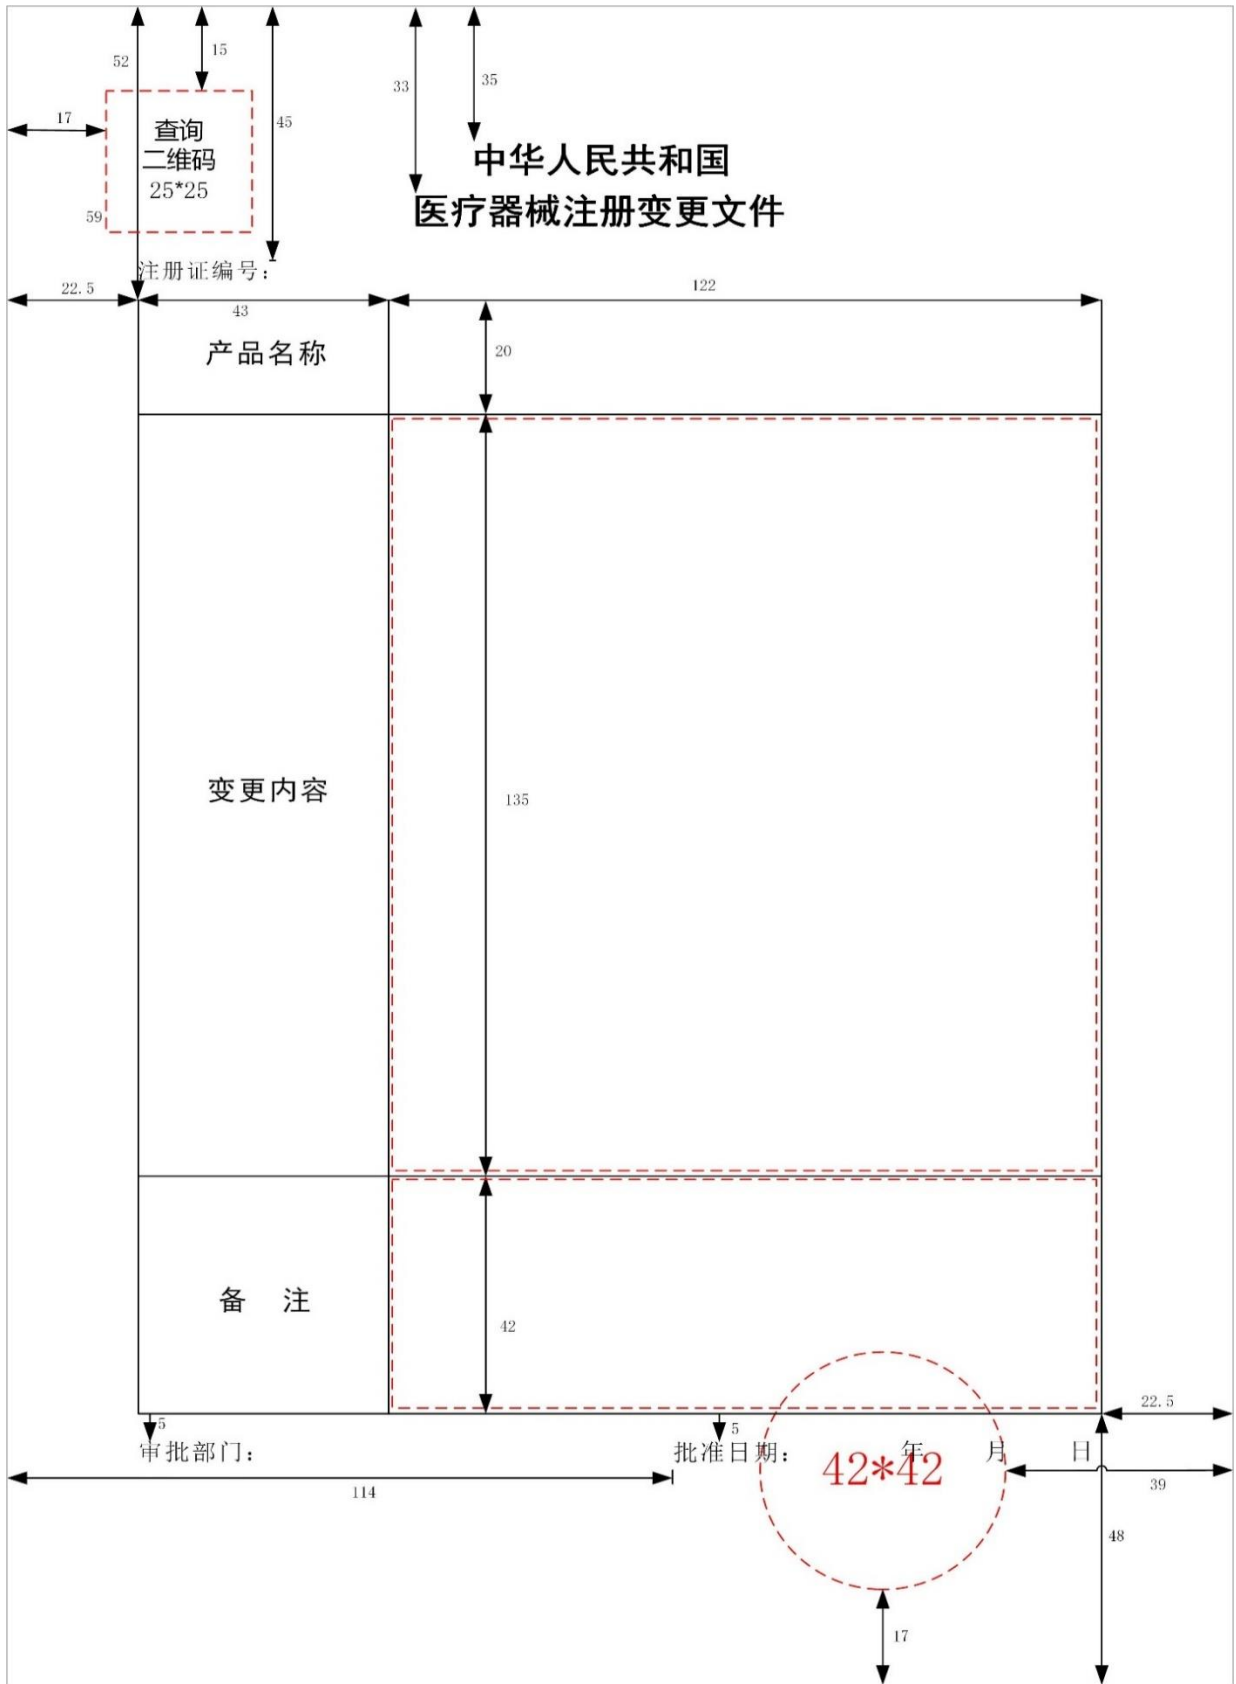 52
15
33
35
17
45
查询
二维码
25*25
59
中华人民共和国
医疗器械注册变更文件
注册证编号：
22.5
43
122
产品名称
20
变更内容
135
备 注
42
22.5
5
5
审批部门：
批准日期： 年 月 日
42*42
114
39
48
17